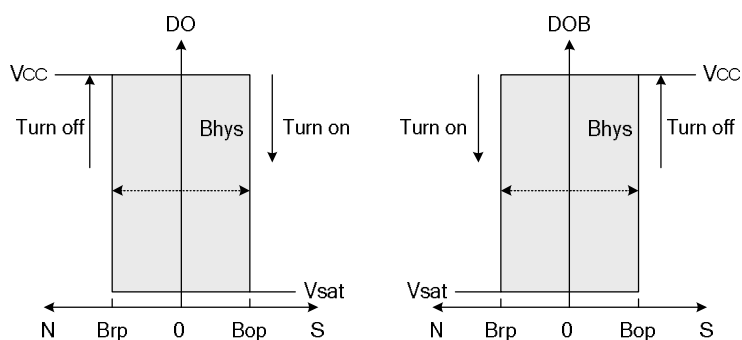 DO
VCC
Turn off
Bhys
Turn on
Vsat
N Brp 0 Bop S
DOB
VCC
Turn on
Bhys
Turn off
Vsat
N Brp 0 Bop S